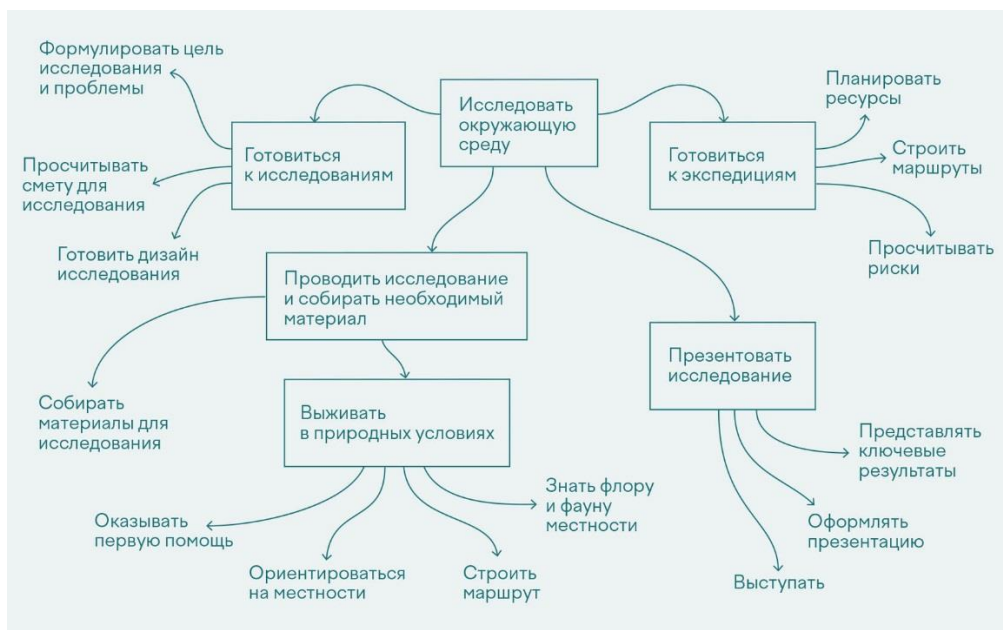 Формулировать цель
исследования
и проблемы
Исследовать
окружающую
среду
Планировать
ресурсы
Готовиться
к исследованиям
Готовиться
к экспедициям
Строить
маршруты
Просчитывать
смету для
исследования
Готовить дизайн
исследования
Просчитывать
риски
Проводить исследование
и собирать необходимый
материал
Презентовать
исследование
Собирать
материалы для
исследования
Выживать
в природных условиях
Представлять
ключевые
результаты
Знать флору
и фауну
местности
Оказывать
первую помощь
Оформлять
презентацию
Ориентироваться
на местности
Строить
маршрут
Выступать